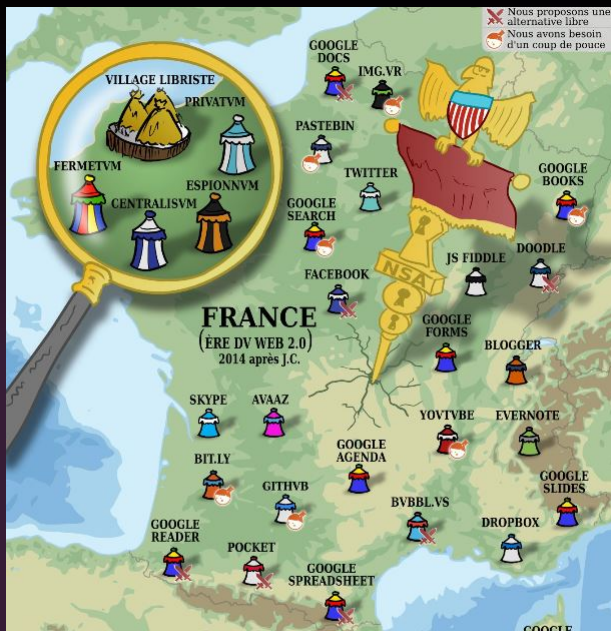 Nous proposons une
alternative libre
Nous avons besoin
d'un coup de pouce
GOOGLE
DOCS
IMG.VR
VILLAGE LIBRISTE
PRIVATVM
FERMETVM
ESPIONNVM
CENTRALISVM
PASTEBIN
TWITTER
GOOGLE
BOOKS
GOOGLE
SEARCH
NSA
JS FIDDLE
DOODLE
FACEBOOK
FRANCE
(ÈRE DV WEB 2.0)
2014 après J.C.
GOOGLE
FORMS
BLOGGER
SKYPE
AVAAZ
YOVTVBE
EVERNOTE
BIT.LY
GITHVB
GOOGLE
AGENDA
GOOGLE
SLIDES
BVBBL.VS
DROPBOX
GOOGLE
READER
POCKET
GOOGLE
SPREADSHEET
GOOGLE